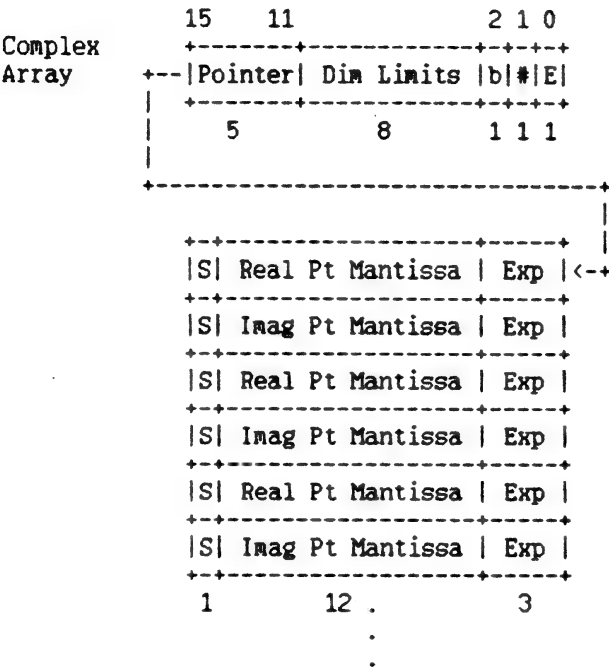 15 11 2 1 0
Complex
Array +--|Pointer| Dim Limits |b|#|E|
5 8 1 1 1
|S| Real Pt Mantissa | Exp |<-+
|S| Imag Pt Mantissa | Exp |
|S| Real Pt Mantissa | Exp |
|S| Imag Pt Mantissa | Exp |
|S| Real Pt Mantissa | Exp |
|S| Imag Pt Mantissa | Exp |
1 12 . 3
.
.